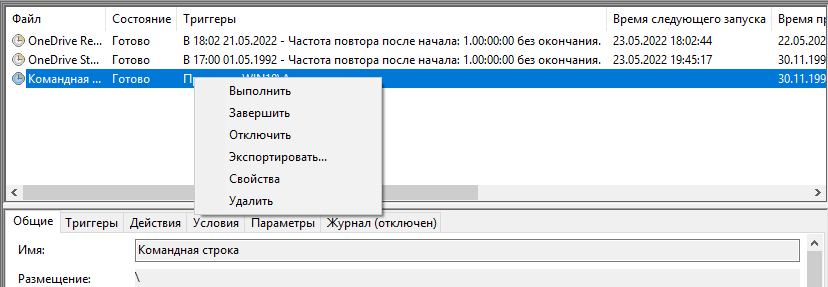 Файл Состояние Триггеры Время следующего запуска Время пр
OneDrive Re... Готово В 18:02 21.05.2022 - Частота повтора после начала: 1.00:00:00 без окончания. 23.05.2022 18:02:44 22.05.202
OneDrive St... Готово В 17:00 01.05.1992 - Частота повтора после начала: 1.00:00:00 без окончания. 23.05.2022 19:45:17 30.11.199
Командная ... Готово 30.11.199
Выполнить
Завершить
Отключить
Экспортировать...
Свойства
Удалить
Общие Триггеры Действия Условия Параметры Журнал (отключен)
Имя: Командная строка
Размещение: \